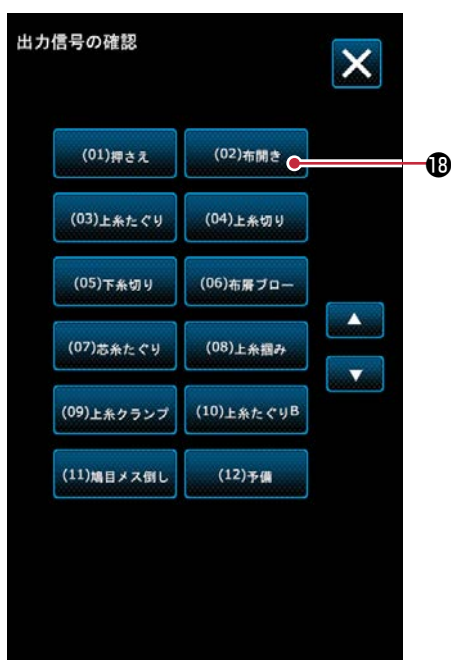 出力信号の確認
(01)押さえ
(02)布開き
⓲
(03)上糸たぐり
(04)上糸切り
(05)下糸切り
(06)布屑ブロー
(07)芯糸たぐり
(08)上糸掴み
(09)上糸クランプ
(10)上糸たぐりB
(11)鳩目メス倒し
(12)予備